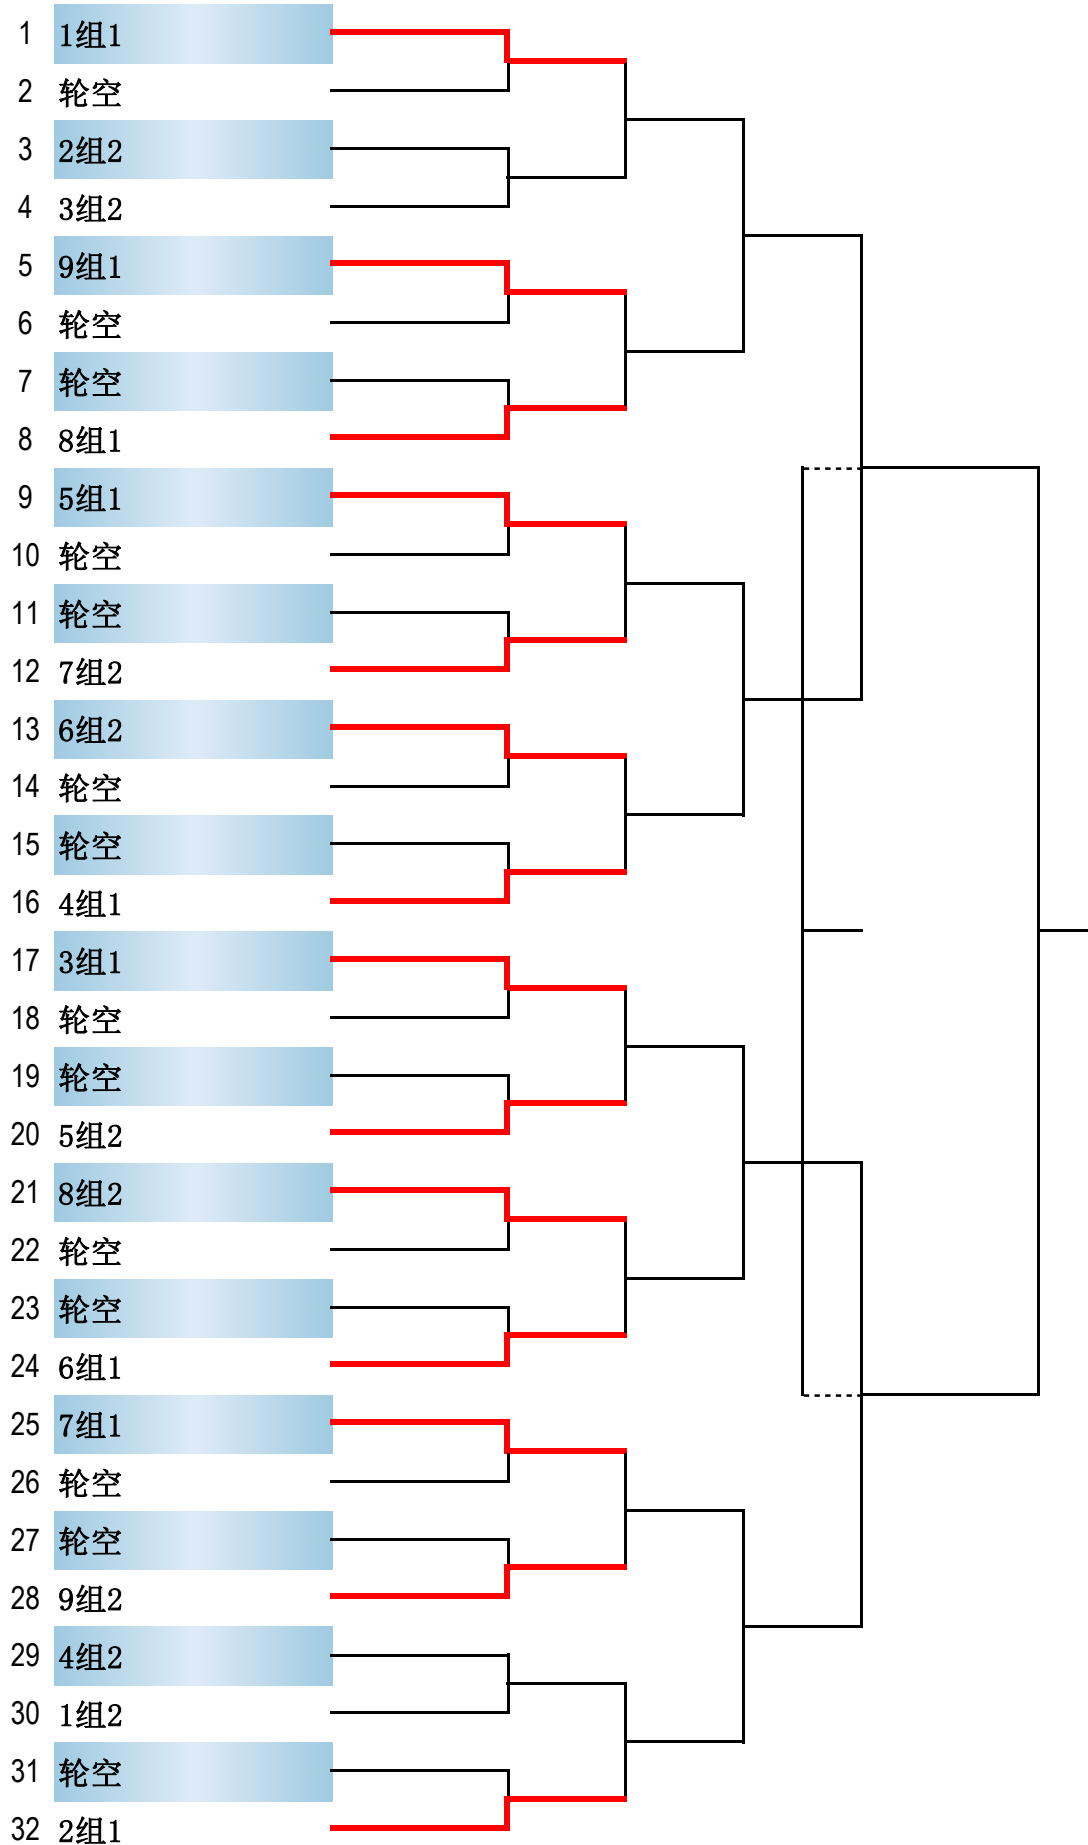 1 1组1
2 轮空
3 2组2
4 3组2
5 9组1
6 轮空
7 轮空
8 8组1
9 5组1
10 轮空
11 轮空
12 7组2
13 6组2
14 轮空
15 轮空
16 4组1
17 3组1
18 轮空
19 轮空
20 5组2
21 8组2
22 轮空
23 轮空
24 6组1
25 7组1
26 轮空
27 轮空
28 9组2
29 4组2
30 1组2
31 轮空
32 2组1